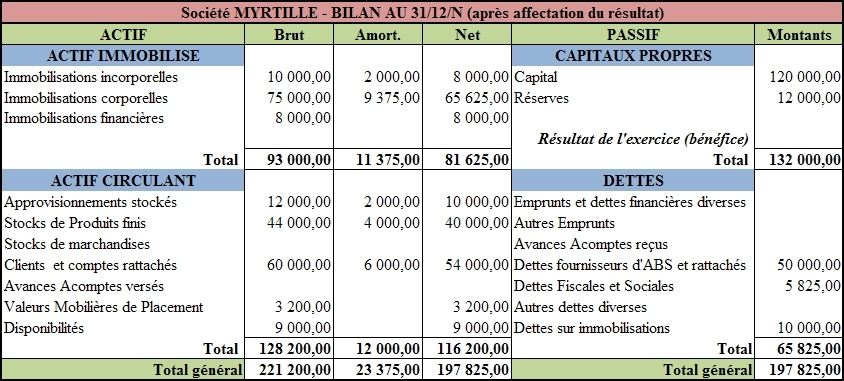 Société MYRTILLE - BILAN AU 31/12/N (après affectation du résultat)
ACTIF Brut Amort. Net PASSIF Montants
ACTIF IMMOBILISE CAPITAUX PROPRES
Immobilisations incorporelles 10 000,00 2 000,00 8 000,00 Capital 120 000,00
Immobilisations corporelles 75 000,00 9 375,00 65 625,00 Réserves 12 000,00
Immobilisations financières 8 000,00 8 000,00
Résultat de l'exercice (bénéfice)
Total 93 000,00 11 375,00 81 625,00 Total 132 000,00
ACTIF CIRCULANT DETTES
Approvisionnements stockés 12 000,00 2 000,00 10 000,00 Emprunts et dettes financières diverses
Stocks de Produits finis 44 000,00 4 000,00 40 000,00 Autres Emprunts
Stocks de marchandises Avances Acomptes reçus
Clients et comptes rattachés 60 000,00 6 000,00 54 000,00 Dettes fournisseurs d'ABS et rattachés 50 000,00
Avances Acomptes versés Dettes Fiscales et Sociales 5 825,00
Valeurs Mobilières de Placement 3 200,00 3 200,00 Autres dettes diverses
Disponibilités 9 000,00 9 000,00 Dettes sur immobilisations 10 000,00
Total 128 200,00 12 000,00 116 200,00 Total 65 825,00
Total général 221 200,00 23 375,00 197 825,00 Total général 197 825,00